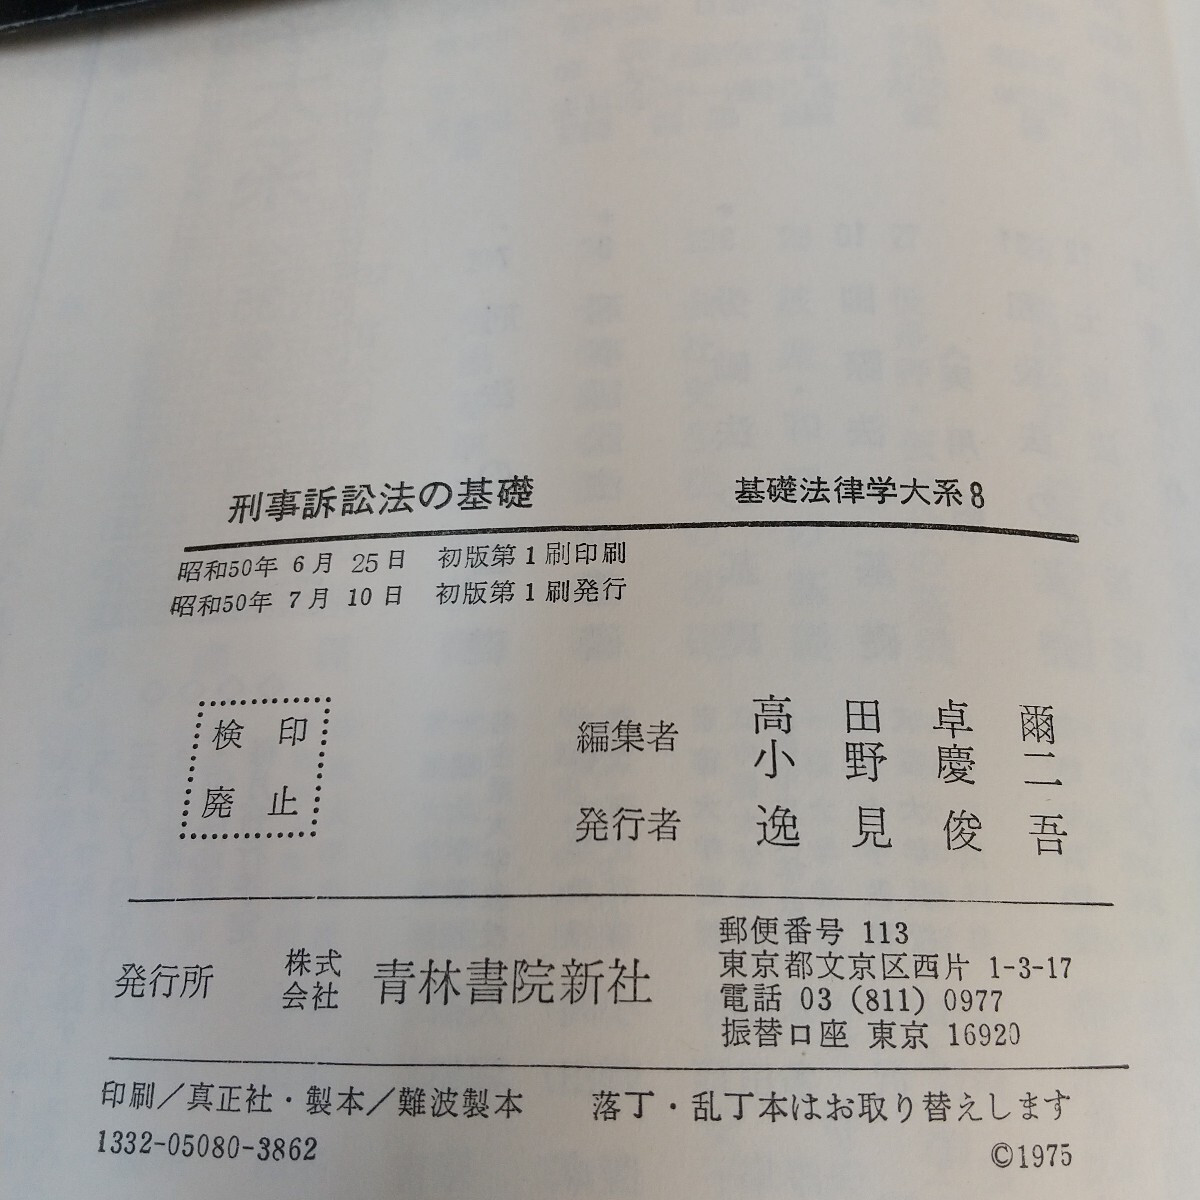 刑事訴訟法の基礎
基礎法律学大系8
昭和50年 6月 25日 初版第1刷印刷
昭和50年 7月 10日 初版第1刷発行
検印
廃止
編集者
高田卓爾
小野慶二
発行者 逸見俊吾
発行所
株式
会社
青林書院新社
郵便番号 113
東京都文京区西片 1-3-17
電話 03 (811) 0977
振替口座 東京 16920
印刷/真正社・製本/難波製本
落丁・乱丁本はお取り替えします
1332-05080-3862
©1975